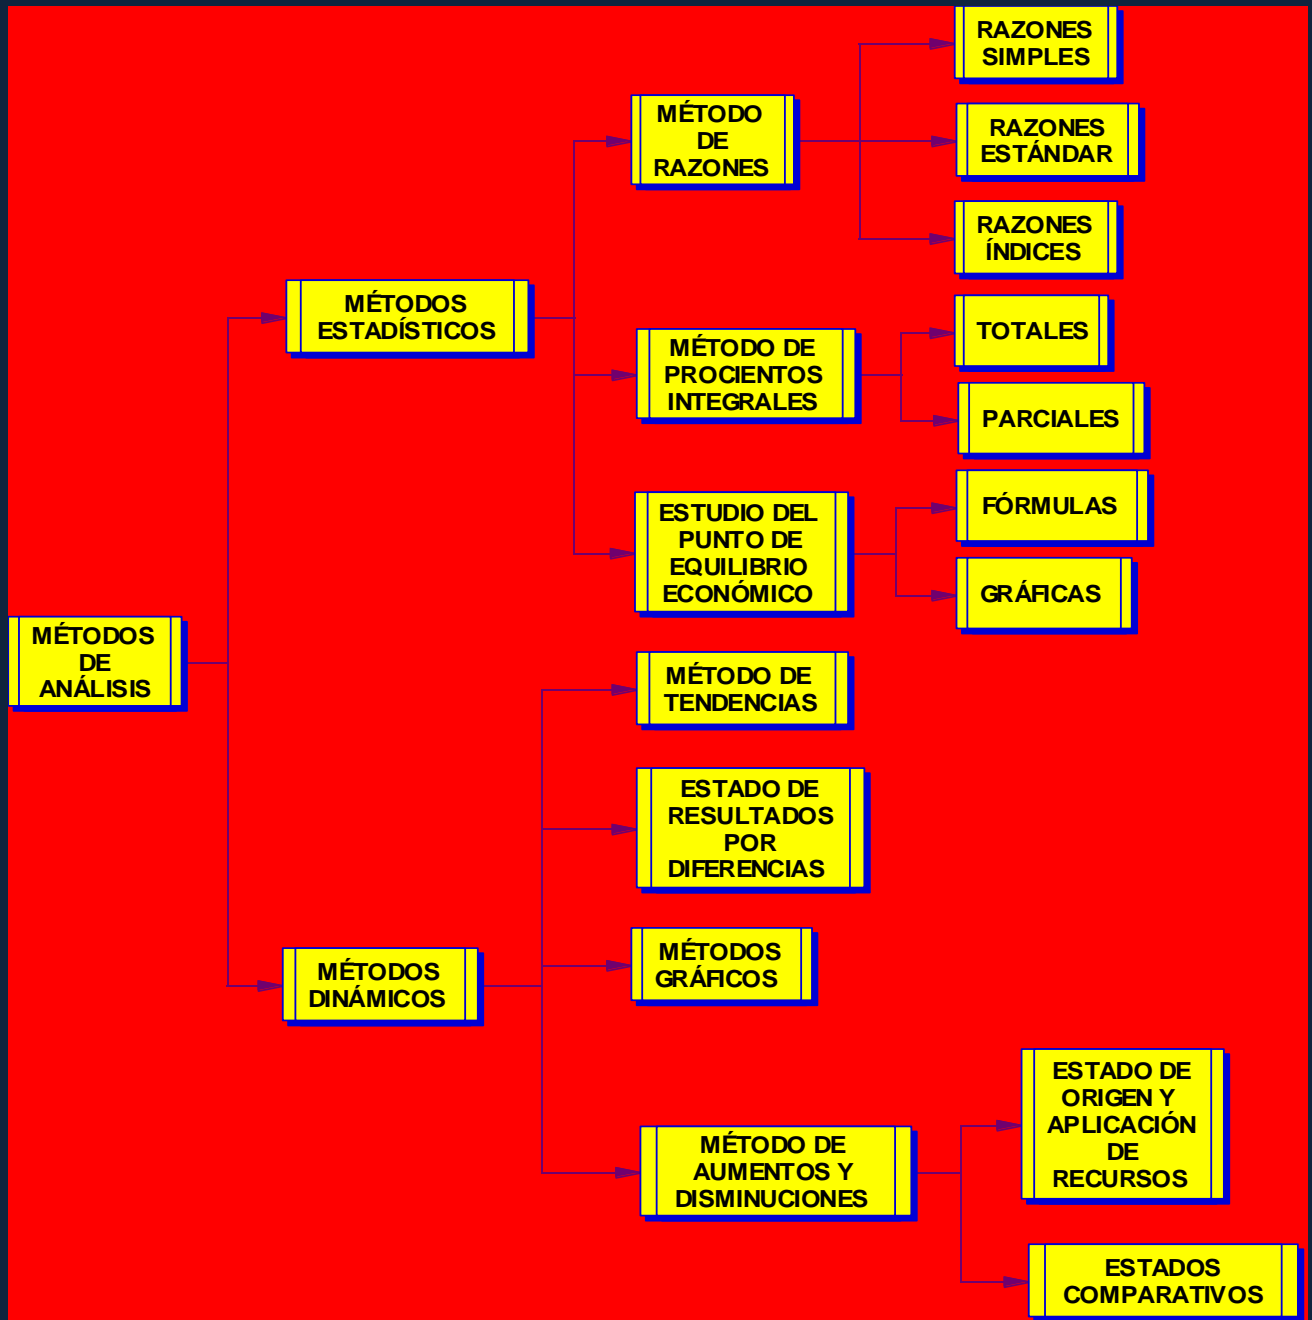 RAZONES
SIMPLES
MÉTODO
DE
RAZONES
RAZONES
ESTÁNDAR
RAZONES
ÍNDICES
MÉTODOS
ESTADÍSTICOS
MÉTODO DE
PROCIENTOS
INTEGRALES
TOTALES
PARCIALES
ESTUDIO DEL
PUNTO DE
EQUILIBRIO
ECONÓMICO
FÓRMULAS
GRÁFICAS
MÉTODOS
DE
ANÁLISIS
MÉTODO DE
TENDENCIAS
ESTADO DE
RESULTADOS
POR
DIFERENCIAS
MÉTODOS
DINÁMICOS
MÉTODOS
GRÁFICOS
MÉTODO DE
AUMENTOS Y
DISMINUCIONES
ESTADO DE
ORIGEN Y
APLICACIÓN
DE
RECURSOS
ESTADOS
COMPARATIVOS